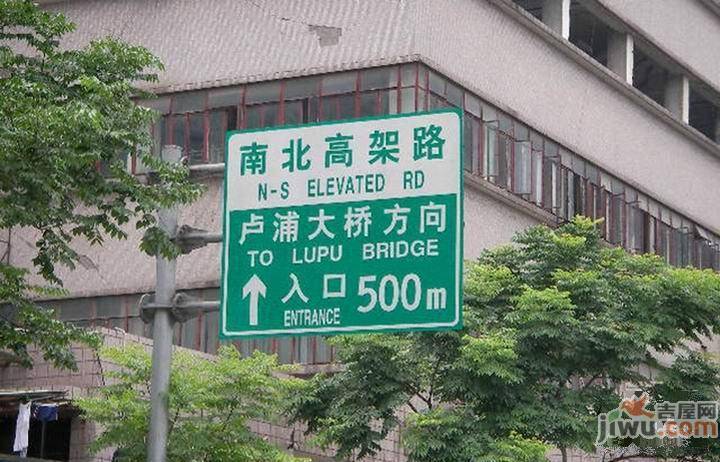 南北高架路
N-S ELEVATED RD
卢浦大桥方向
TO LUPU BRIDGE
入口 500m
ENTRANCE
吉屋网
jiwu.com